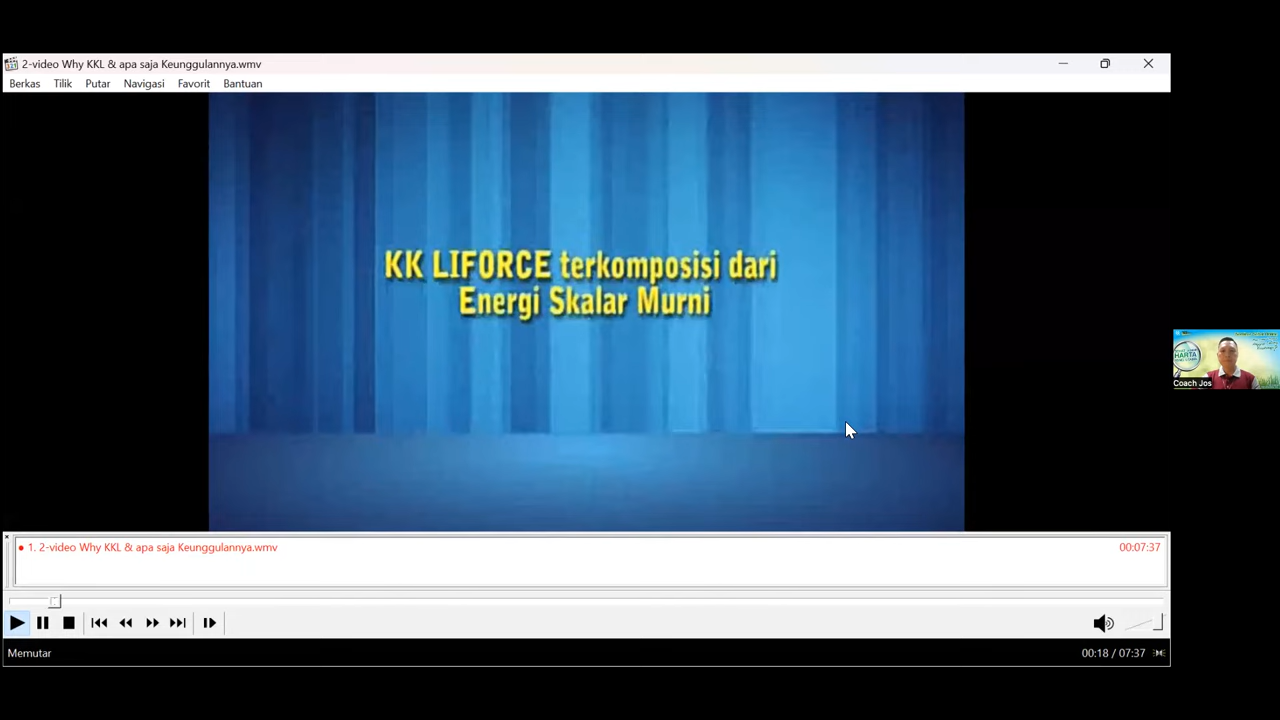 2-video Why KKL & apa saja Keunggulannya.wmv
Berkas Tilik Putar Navigasi Favorit Bantuan
KK LIFORCE terkomposisi dari
Energi Skalar Murni
HARTA
Coach Jos
1. 2-video Why KKL & apa saja Keunggulannya.wmv 00:07:37
Memutar 00:18 / 07:37